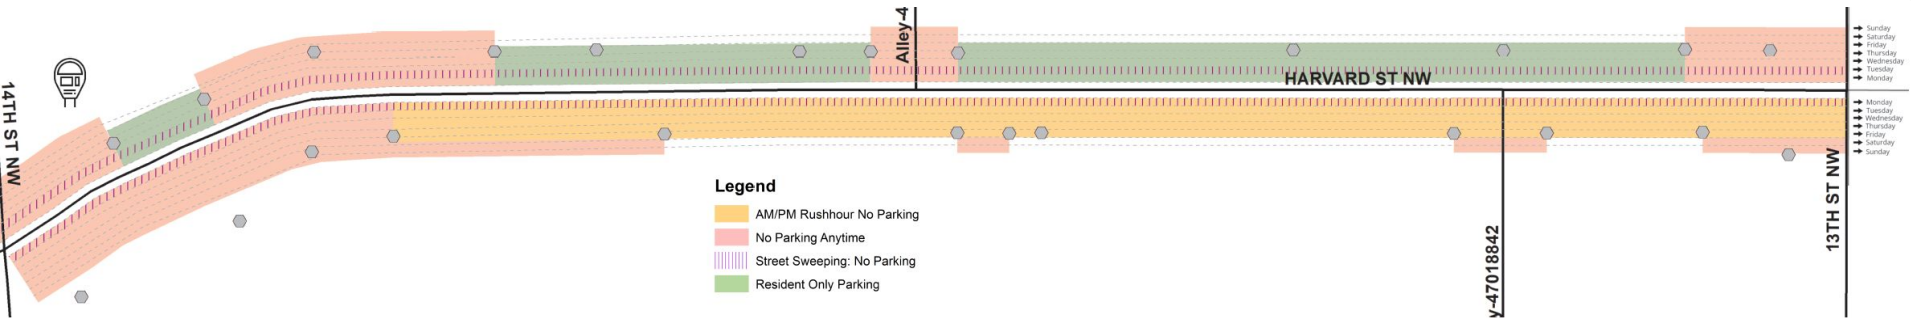 Alley-4
14TH ST NW
HARVARD ST NW
Sunday
Saturday
Friday
Thursday
Wednesday
Tuesday
Monday
Monday
Tuesday
Wednesday
Thursday
Friday
Saturday
Sunday
13TH ST NW
y-47018842
Legend
AM/PM Rushhour No Parking
No Parking Anytime
Street Sweeping: No Parking
Resident Only Parking